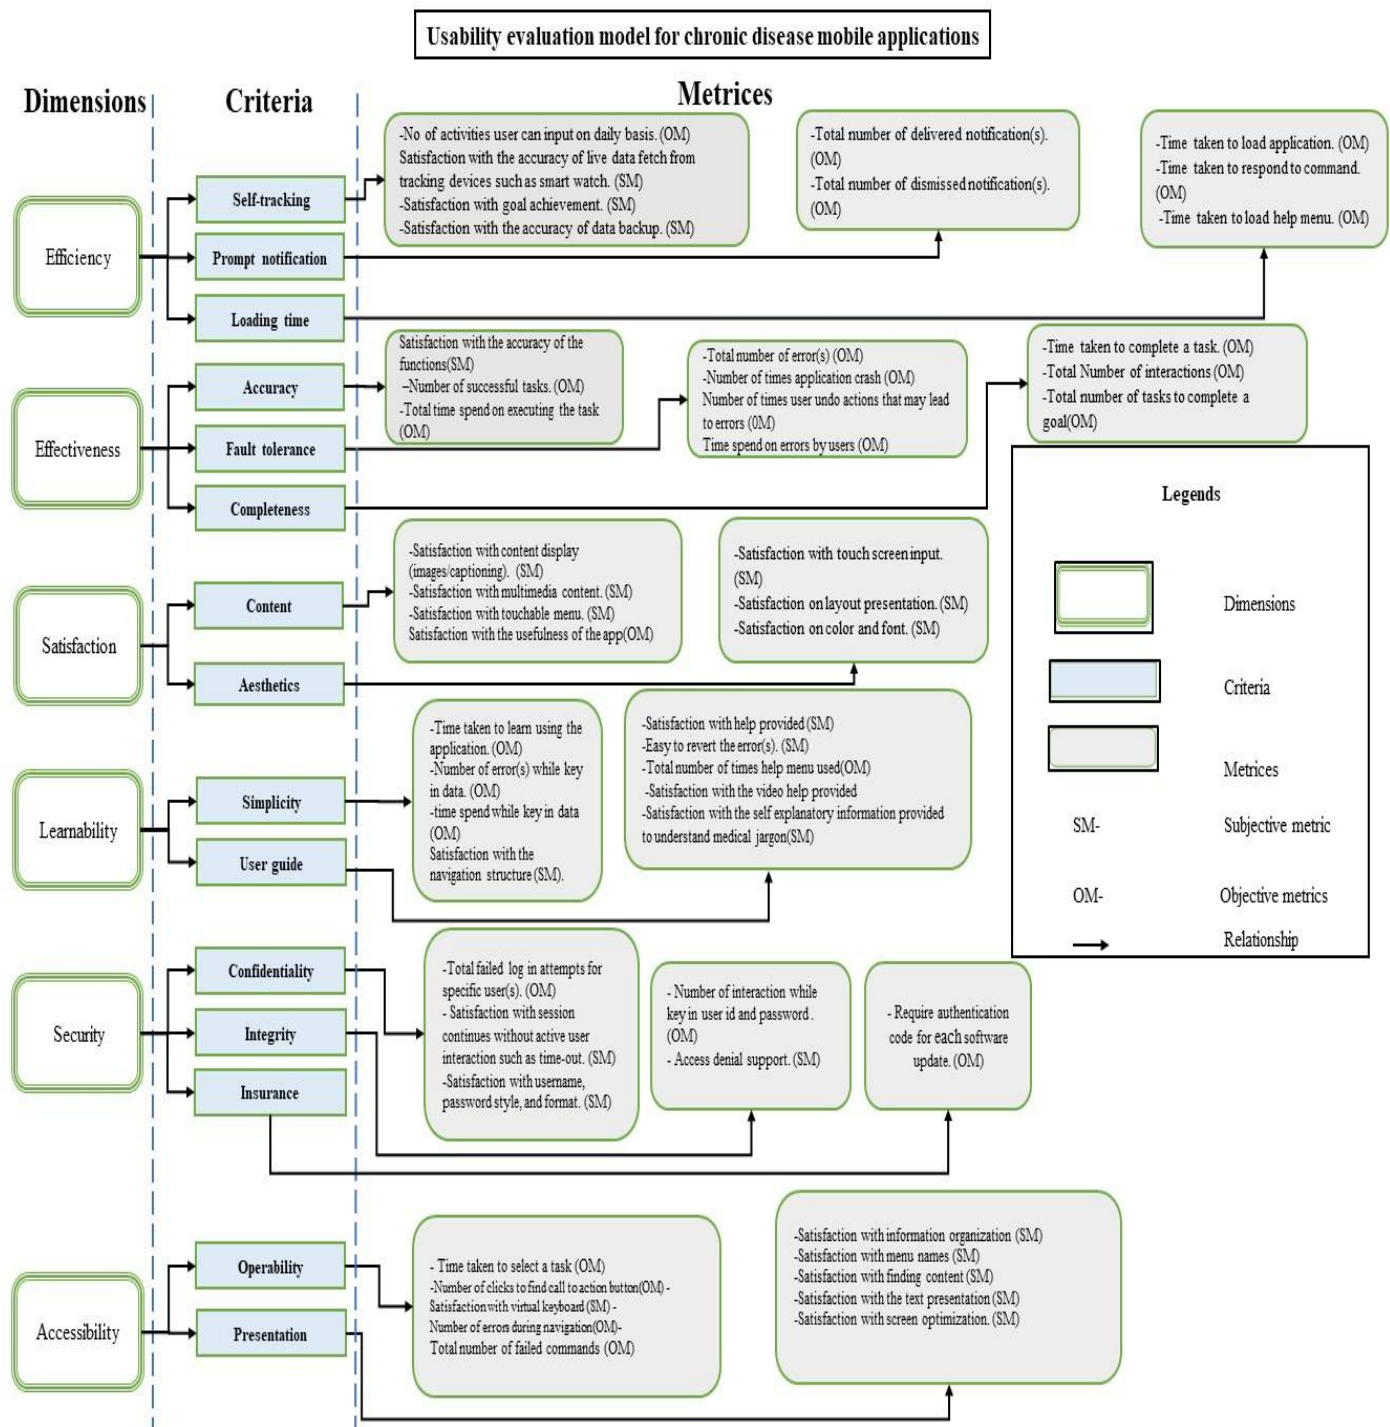 Usability evaluation model for chronic disease mobile applications
Dimensions
Criteria
Metrices
Efficiency
Self-tracking
Prompt notification
Loading time
-No of activities user can input on daily basis. (OM)
Satisfaction with the accuracy of live data fetch from
tracking devices such as smart watch. (SM)
-Satisfaction with goal achievement. (SM)
-Satisfaction with the accuracy of data backup. (SM)
-Total number of delivered notification(s).
(OM)
-Total number of dismissed notification(s).
(OM)
-Time taken to load application. (OM)
-Time taken to respond to command.
(OM)
-Time taken to load help menu. (OM)
Effectiveness
Accuracy
Fault tolerance
Completeness
Satisfaction with the accuracy of the
functions(SM)
–Number of successful tasks. (OM)
-Total time spend on executing the task
(OM)
-Total number of error(s) (OM)
-Number of times application crash (OM)
Number of times user undo actions that may lead
to errors (0M)
Time spend on errors by users (OM)
-Time taken to complete a task. (OM)
-Total Number of interactions (OM)
-Total number of tasks to complete a
goal(OM)
Satisfaction
Content
Aesthetics
-Satisfaction with content display
(images/captioning). (SM)
-Satisfaction with multimedia content. (SM)
-Satisfaction with touchable menu. (SM)
Satisfaction with the usefulness of the app(OM)
-Satisfaction with touch screen input.
(SM)
-Satisfaction on layout presentation. (SM)
-Satisfaction on color and font. (SM)
Learnability
Simplicity
User guide
-Time taken to learn using the
application. (OM)
-Number of error(s) while key
in data. (OM)
-time spend while key in data
(OM)
Satisfaction with the
navigation structure (SM).
-Satisfaction with help provided (SM)
-Easy to revert the error(s). (SM)
-Total number of times help menu used(OM)
-Satisfaction with the video help provided
-Satisfaction with the self explanatory information provided
to understand medical jargon(SM)
Security
Confidentiality
Integrity
Insurance
-Total failed log in attempts for
specific user(s). (OM)
- Satisfaction with session
continues without active user
interaction such as time-out. (SM)
-Satisfaction with username,
password style, and format. (SM)
- Number of interaction while
key in user id and password .
(OM)
- Access denial support. (SM)
- Require authentication
code for each software
update. (OM)
Accessibility
Operability
Presentation
- Time taken to select a task (OM)
-Number of clicks to find call to action button(OM) -
Satisfaction with virtual keyboard (SM) -
Number of errors during navigation(OM)-
Total number of failed commands (OM)
-Satisfaction with information organization (SM)
-Satisfaction with menu names (SM)
-Satisfaction with finding content (SM)
-Satisfaction with the text presentation (SM)
-Satisfaction with screen optimization. (SM)
Legends
Dimensions
Criteria
Metrices
SM- Subjective metric
OM- Objective metrics
Relationship